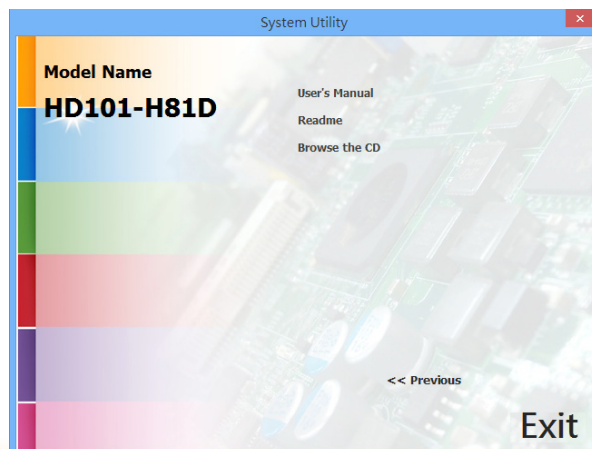 System Utility
Model Name
HD101-H81D
User's Manual
Readme
Browse the CD
<< Previous
Exit